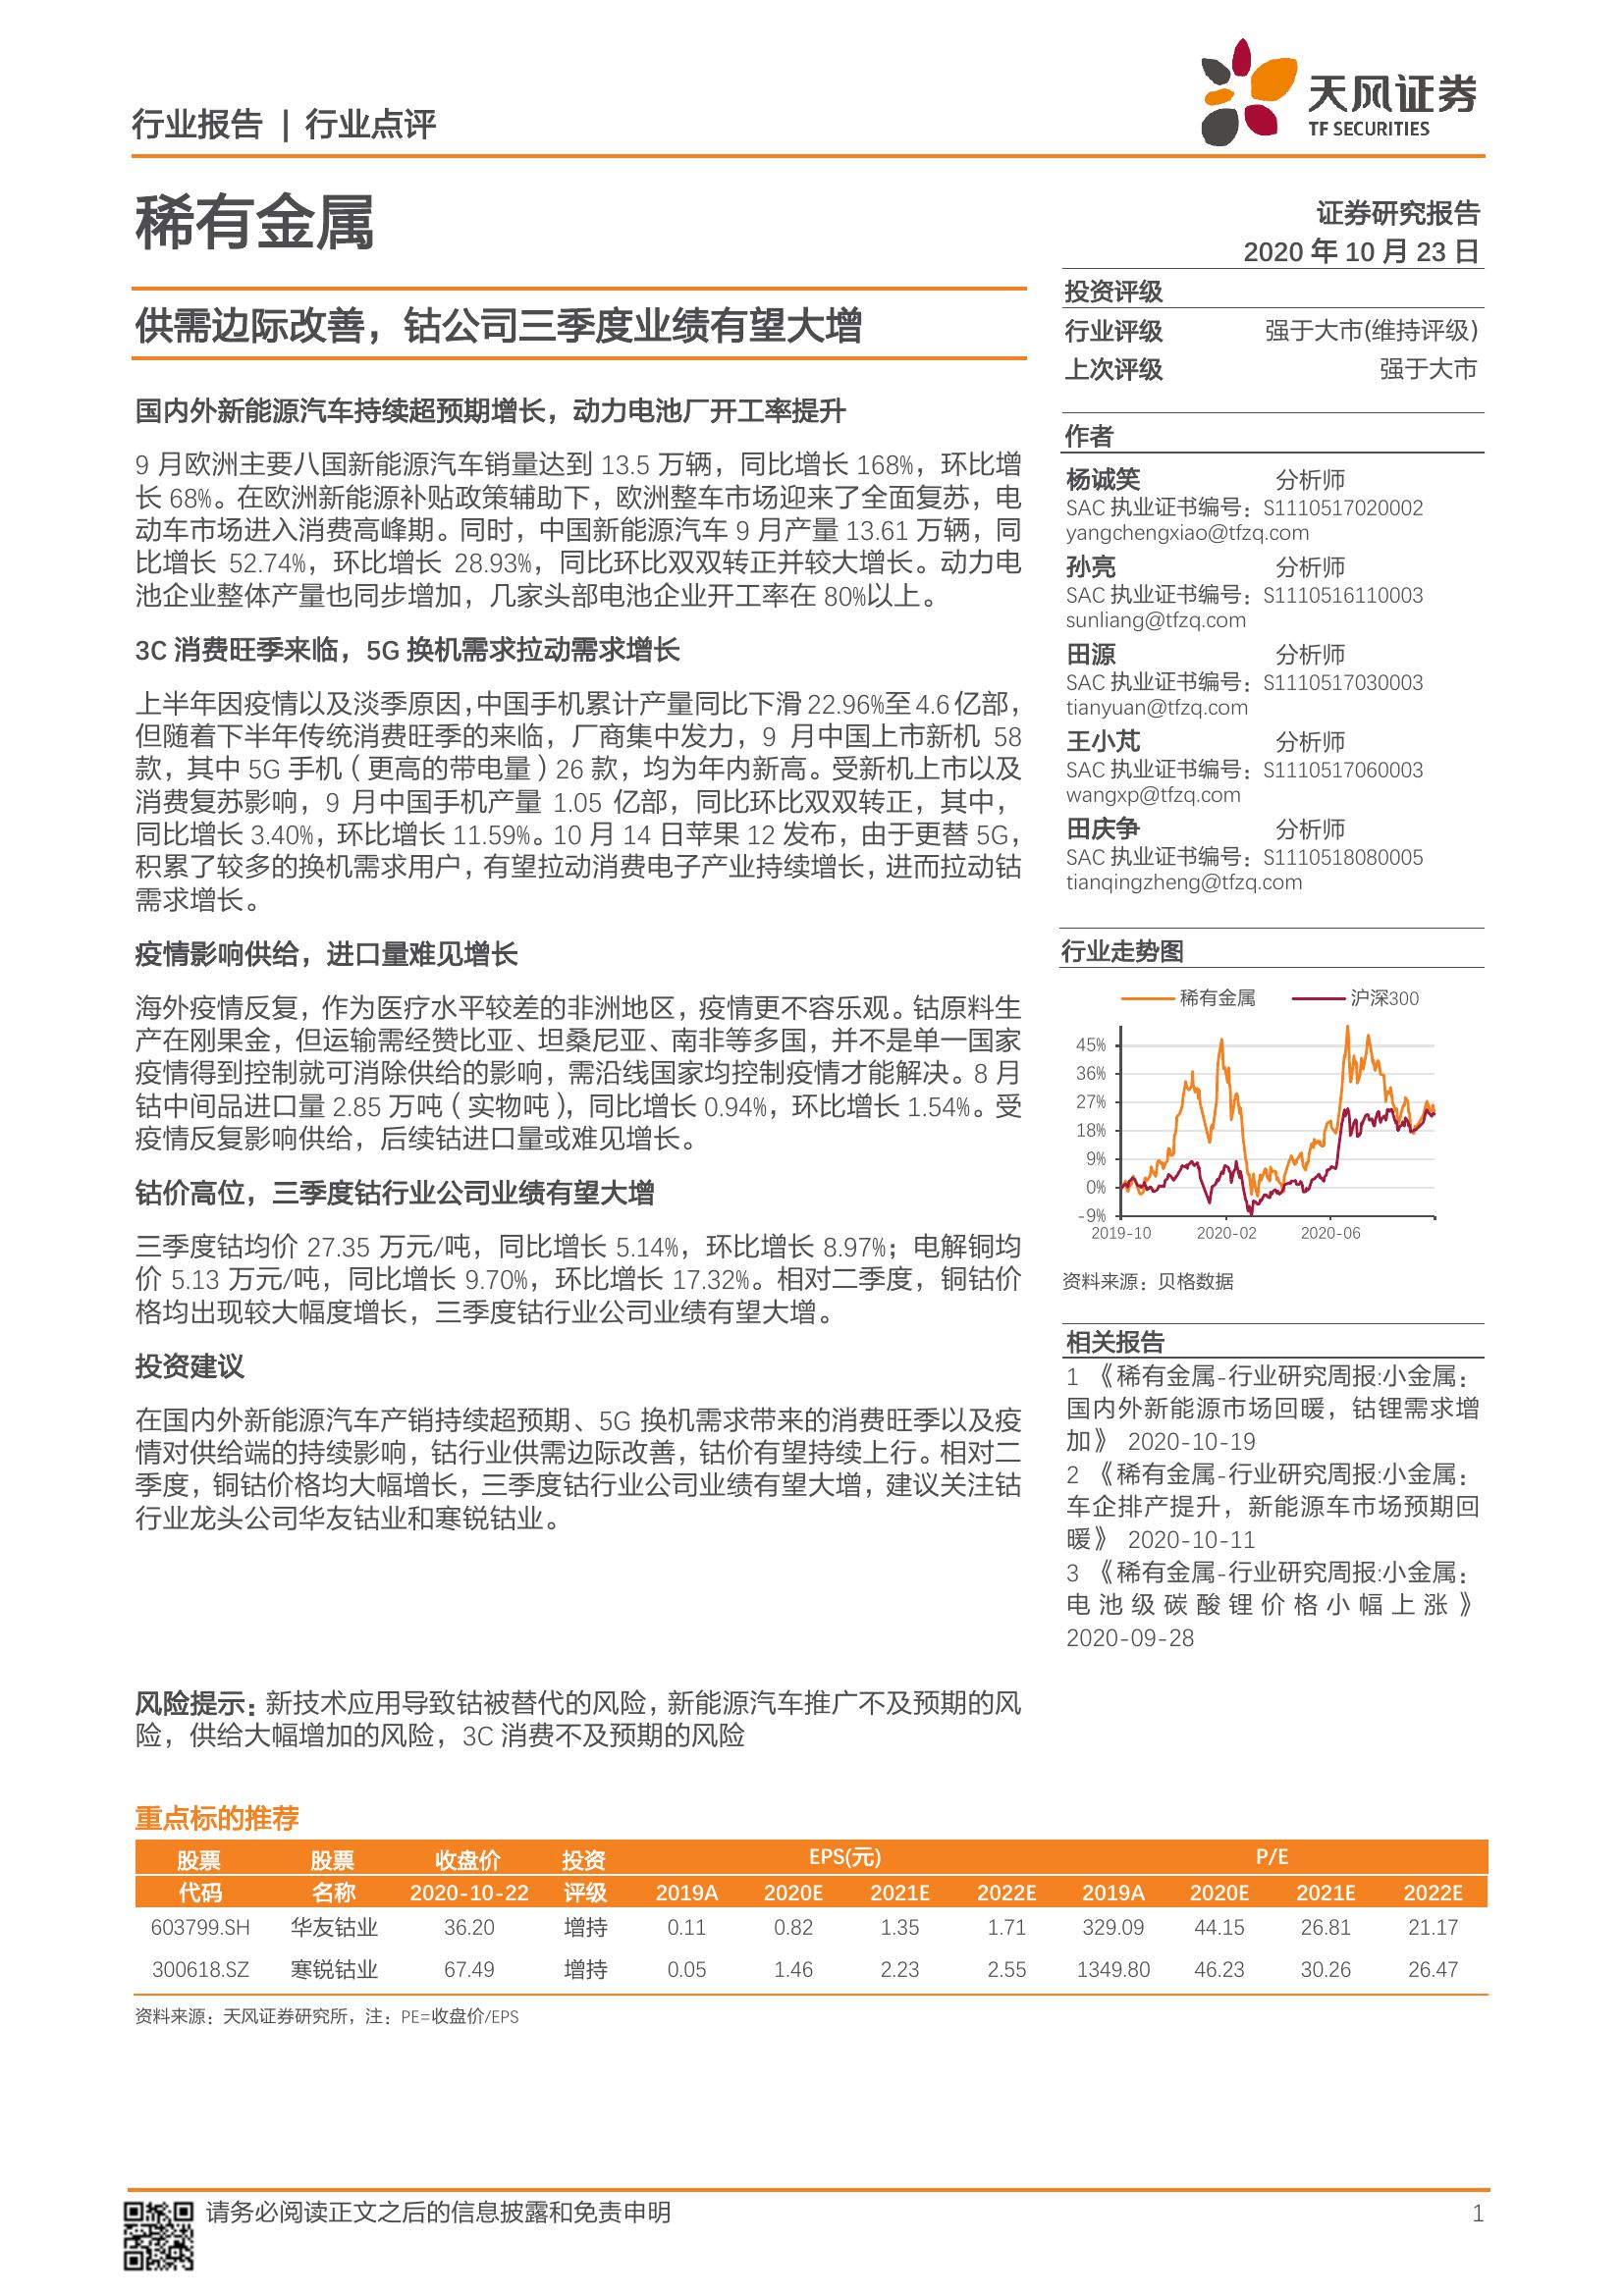 行业报告 | 行业点评
天风证券
TF SECURITIES
稀有金属
证券研究报告
2020 年 10 月 23 日
供需边际改善，钴公司三季度业绩有望大增
国内外新能源汽车持续超预期增长，动力电池厂开工率提升
9 月欧洲主要八国新能源汽车销量达到 13.5 万辆，同比增长 168%，环比增
长 68%。在欧洲新能源补贴政策辅助下，欧洲整车市场迎来了全面复苏，电
动车市场进入消费高峰期。同时，中国新能源汽车 9 月产量 13.61 万辆，同
比增长 52.74%，环比增长 28.93%，同比环比双双转正并较大增长。动力电
池企业整体产量也同步增加，几家头部电池企业开工率在 80%以上。
3C 消费旺季来临，5G 换机需求拉动需求增长
上半年因疫情以及淡季原因，中国手机累计产量同比下滑 22.96%至 4.6 亿部，
但随着下半年传统消费旺季的来临，厂商集中发力，9 月中国上市新机 58
款，其中 5G 手机（更高的带电量）26 款，均为年内新高。受新机上市以及
消费复苏影响，9 月中国手机产量 1.05 亿部，同比环比双双转正，其中，
同比增长 3.40%，环比增长 11.59%。10 月 14 日苹果 12 发布，由于更替 5G，
积累了较多的换机需求用户，有望拉动消费电子产业持续增长，进而拉动钴
需求增长。
疫情影响供给，进口量难见增长
海外疫情反复，作为医疗水平较差的非洲地区，疫情更不容乐观。钴原料生
产在刚果金，但运输需经赞比亚、坦桑尼亚、南非等多国，并不是单一国家
疫情得到控制就可消除供给的影响，需沿线国家均控制疫情才能解决。8 月
钴中间品进口量 2.85 万吨（实物吨），同比增长 0.94%，环比增长 1.54%。受
疫情反复影响供给，后续钴进口量或难见增长。
钴价高位，三季度钴行业公司业绩有望大增
三季度钴均价 27.35 万元/吨，同比增长 5.14%，环比增长 8.97%；电解铜均
价 5.13 万元/吨，同比增长 9.70%，环比增长 17.32%。相对二季度，铜钴价
格均出现较大幅度增长，三季度钴行业公司业绩有望大增。
投资建议
在国内外新能源汽车产销持续超预期、5G 换机需求带来的消费旺季以及疫
情对供给端的持续影响，钴行业供需边际改善，钴价有望持续上行。相对二
季度，铜钴价格均大幅增长，三季度钴行业公司业绩有望大增，建议关注钴
行业龙头公司华友钴业和寒锐钴业。
风险提示：新技术应用导致钴被替代的风险，新能源汽车推广不及预期的风
险，供给大幅增加的风险，3C 消费不及预期的风险
投资评级
行业评级 强于大市(维持评级)
上次评级 强于大市
作者
杨诚笑 分析师
SAC 执业证书编号：S1110517020002
yangchengxiao@tfzq.com
孙亮 分析师
SAC 执业证书编号：S1110516110003
sunliang@tfzq.com
田源 分析师
SAC 执业证书编号：S1110517030003
tianyuan@tfzq.com
王小芃 分析师
SAC 执业证书编号：S1110517060003
wangxp@tfzq.com
田庆争 分析师
SAC 执业证书编号：S1110518080005
tianqingzheng@tfzq.com
行业走势图
稀有金属 沪深300
45%
36%
27%
18%
9%
0%
-9%
2019-10 2020-02 2020-06
资料来源：贝格数据
相关报告
1 《稀有金属-行业研究周报:小金属：
国内外新能源市场回暖，钴锂需求增
加》 2020-10-19
2 《稀有金属-行业研究周报:小金属：
车企排产提升，新能源车市场预期回
暖》 2020-10-11
3 《稀有金属-行业研究周报:小金属：
电池级碳酸锂价格小幅上涨》
2020-09-28
重点标的推荐
股票 股票 收盘价 投资 EPS(元) P/E
代码 名称 2020-10-22 评级 2019A 2020E 2021E 2022E 2019A 2020E 2021E 2022E
603799.SH 华友钴业 36.20 增持 0.11 0.82 1.35 1.71 329.09 44.15 26.81 21.17
300618.SZ 寒锐钴业 67.49 增持 0.05 1.46 2.23 2.55 1349.80 46.23 30.26 26.47
资料来源：天风证券研究所，注：PE=收盘价/EPS
请务必阅读正文之后的信息披露和免责申明 1